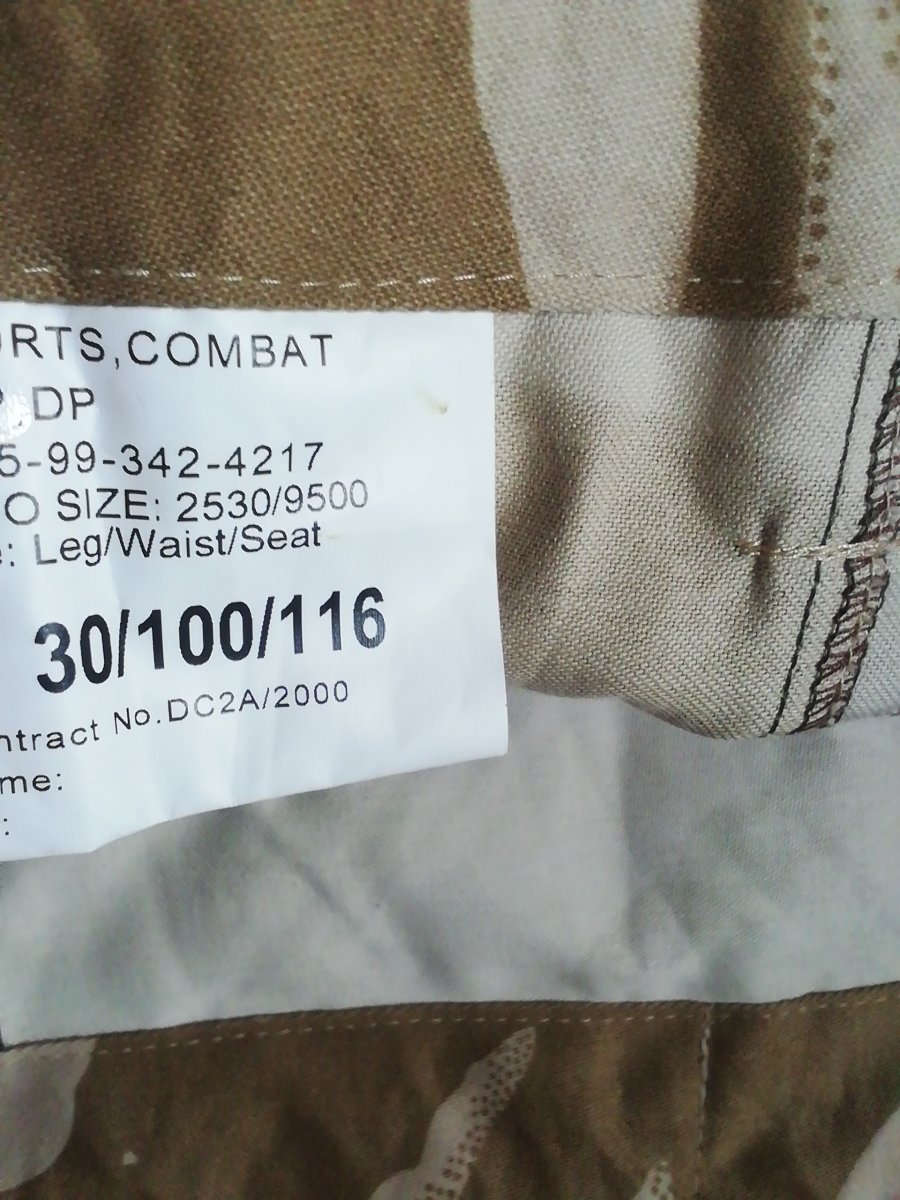 ORTS,COMBAT
DP
5-99-342-4217
O SIZE: 2530/9500
e: Leg/Waist/Seat
30/100/116
ntract No.DC2A/2000
me:
: